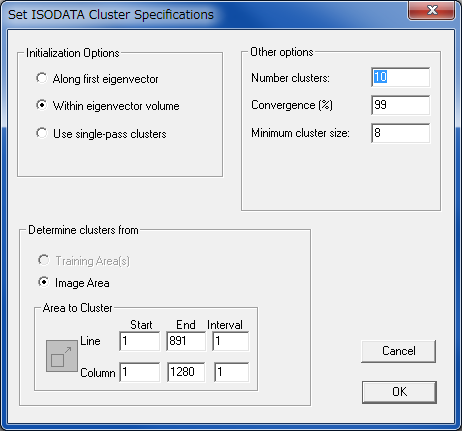 Set ISODATA Cluster Specifications
Initialization Options
Along first eigenvector
Within eigenvector volume
Use single-pass clusters
Other options
Number clusters: 10
Convergence (%) 99
Minimum cluster size: 8
Determine clusters from
Training Area(s)
Image Area
Area to Cluster
Start End Interval
Line 1 891 1
Column 1 1280 1
Cancel
OK